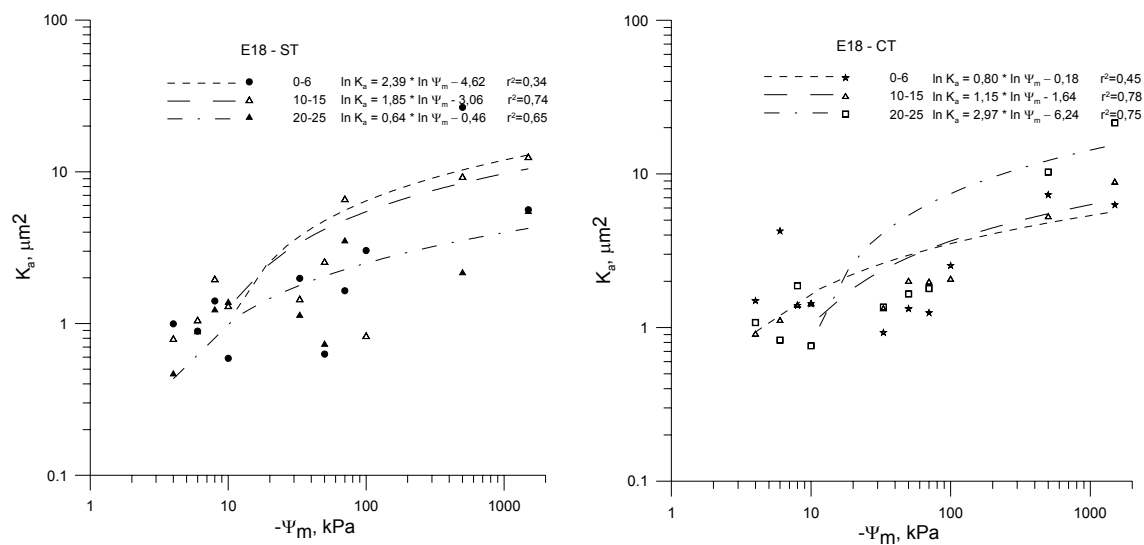 E18 - ST
0-6 ln Ka = 2,39 * ln Ψm – 4,62 r²=0,34
10-15 ln Ka = 1,85 * ln Ψm - 3,06 r²=0,74
20-25 ln Ka = 0,64 * ln Ψm – 0,46 r²=0,65
100
10
1
0.1
Ka, μm2
1 10 100 1000
-Ψm, kPa
E18 - CT
0-6 ln Ka = 0,80 * ln Ψm – 0,18 r²=0,45
10-15 ln Ka = 1,15 * ln Ψm - 1,64 r²=0,78
20-25 ln Ka = 2,97 * ln Ψm – 6,24 r²=0,75
100
10
1
0.1
Ka, μm2
1 10 100 1000
-Ψm, kPa